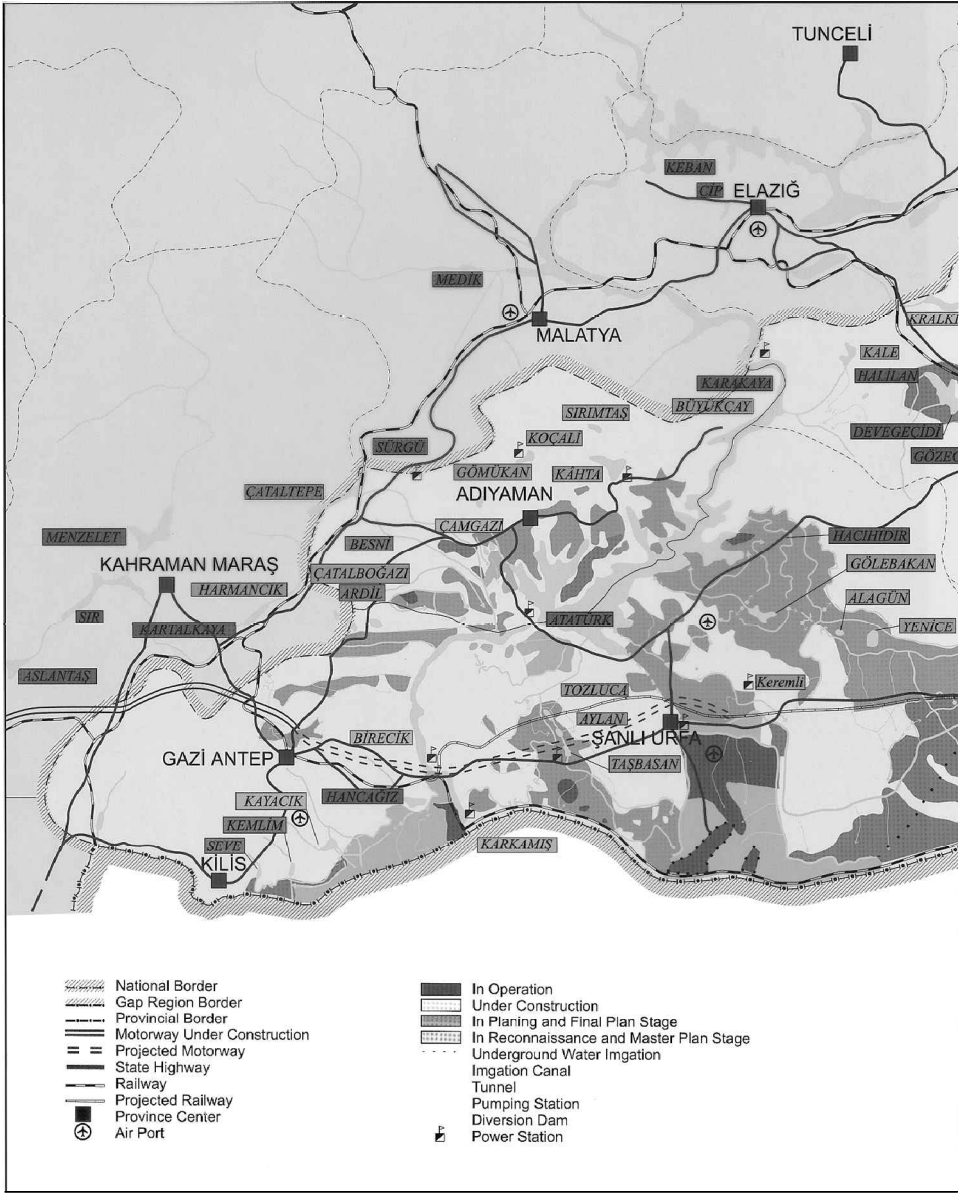 TUNCELİ
KEBAN
ÇİP
ELAZIĞ
MEDİK
MALATYA
KALE
HALİLAN
KARAKAYA
BÜYÜKÇAY
SIRIMTAŞ
DEVEGEÇİDİ
SÜRGÜ
KOÇALI
GÖMÜKAN
KÂHTA
ÇATALTEPE
ADIYAMAN
ÇAMGAZI
MENZELET
BESNİ
HACIHIDIR
KAHRAMAN MARAŞ
ÇATALBOĞAZI
GÖLEBAKAN
HARMANCIK
ARDİL
ALAGÜN
SIR
KARTALKAYA
ATATÜRK
YENİCE
ASLANTAŞ
Keremli
TOZLUCA
AYLAN
BİRECİK
ŞANLI URFA
GAZİ ANTEP
TAŞBASAN
HANCAĞIZ
KAYACIK
KEMLİM
SEVE
KARKAMIŞ
KİLİS
National Border
Gap Region Border
Provincial Border
Motorway Under Construction
Projected Motorway
State Highway
Railway
Projected Railway
Province Center
Air Port
In Operation
Under Construction
In Planing and Final Plan Stage
In Reconnaissance and Master Plan Stage
Underground Water Imgation
Imgation Canal
Tunnel
Pumping Station
Diversion Dam
Power Station